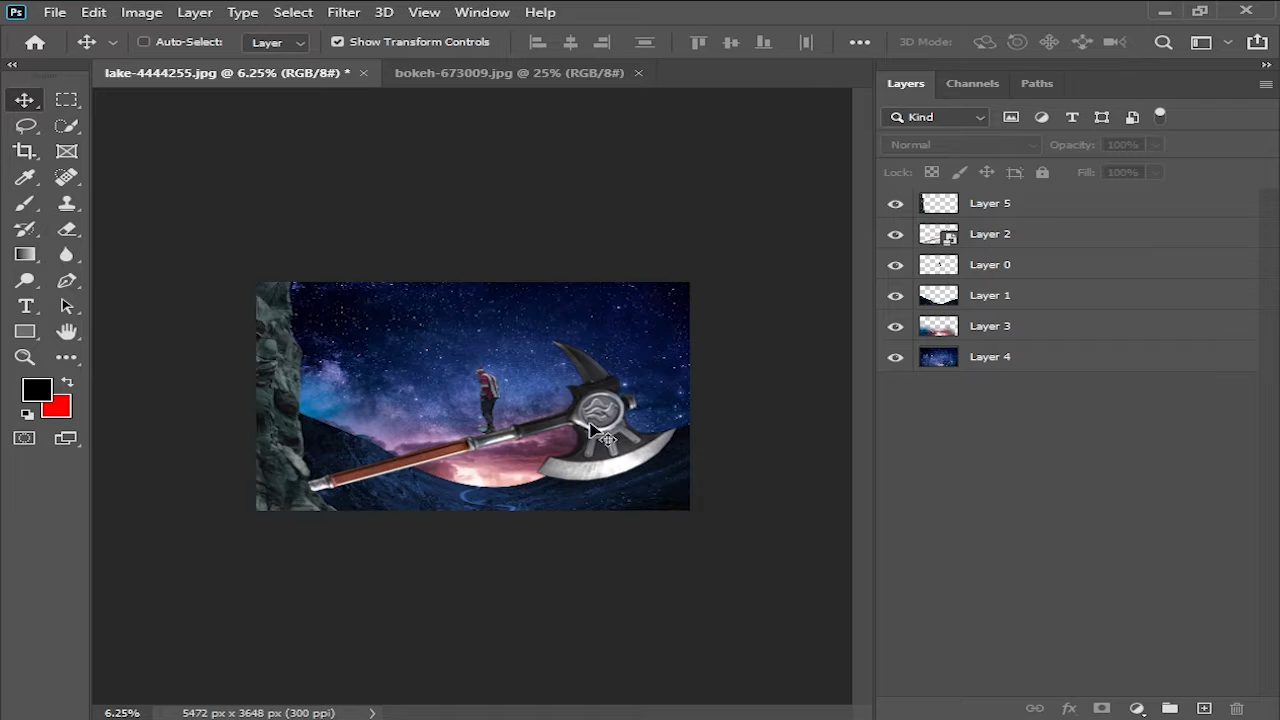 Ps File Edit Image Layer Type Select Filter 3D View Window Help
Auto-Select: Layer Show Transform Controls 3D Mode:
lake-4444255.jpg @ 6.25% (RGB/8#) * bokeh-673009.jpg @ 25% (RGB/8#)
Layers Channels Paths
Kind
Normal Opacity: 100%
Lock: Fill: 100%
Layer 5
Layer 2
Layer 0
Layer 1
Layer 3
Layer 4
6.25% 5472 px x 3648 px (300 ppi)